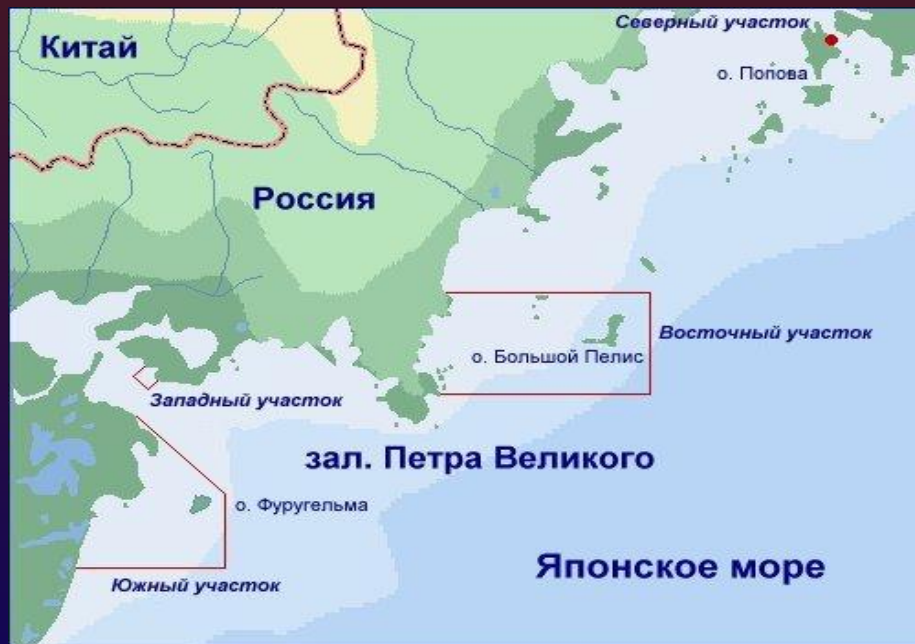 Северный участок
Китай
о. Попова
Россия
Восточный участок
о. Большой Пелис
Западный участок
зал. Петра Великого
о. Фуругельма
Японское море
Южный участок